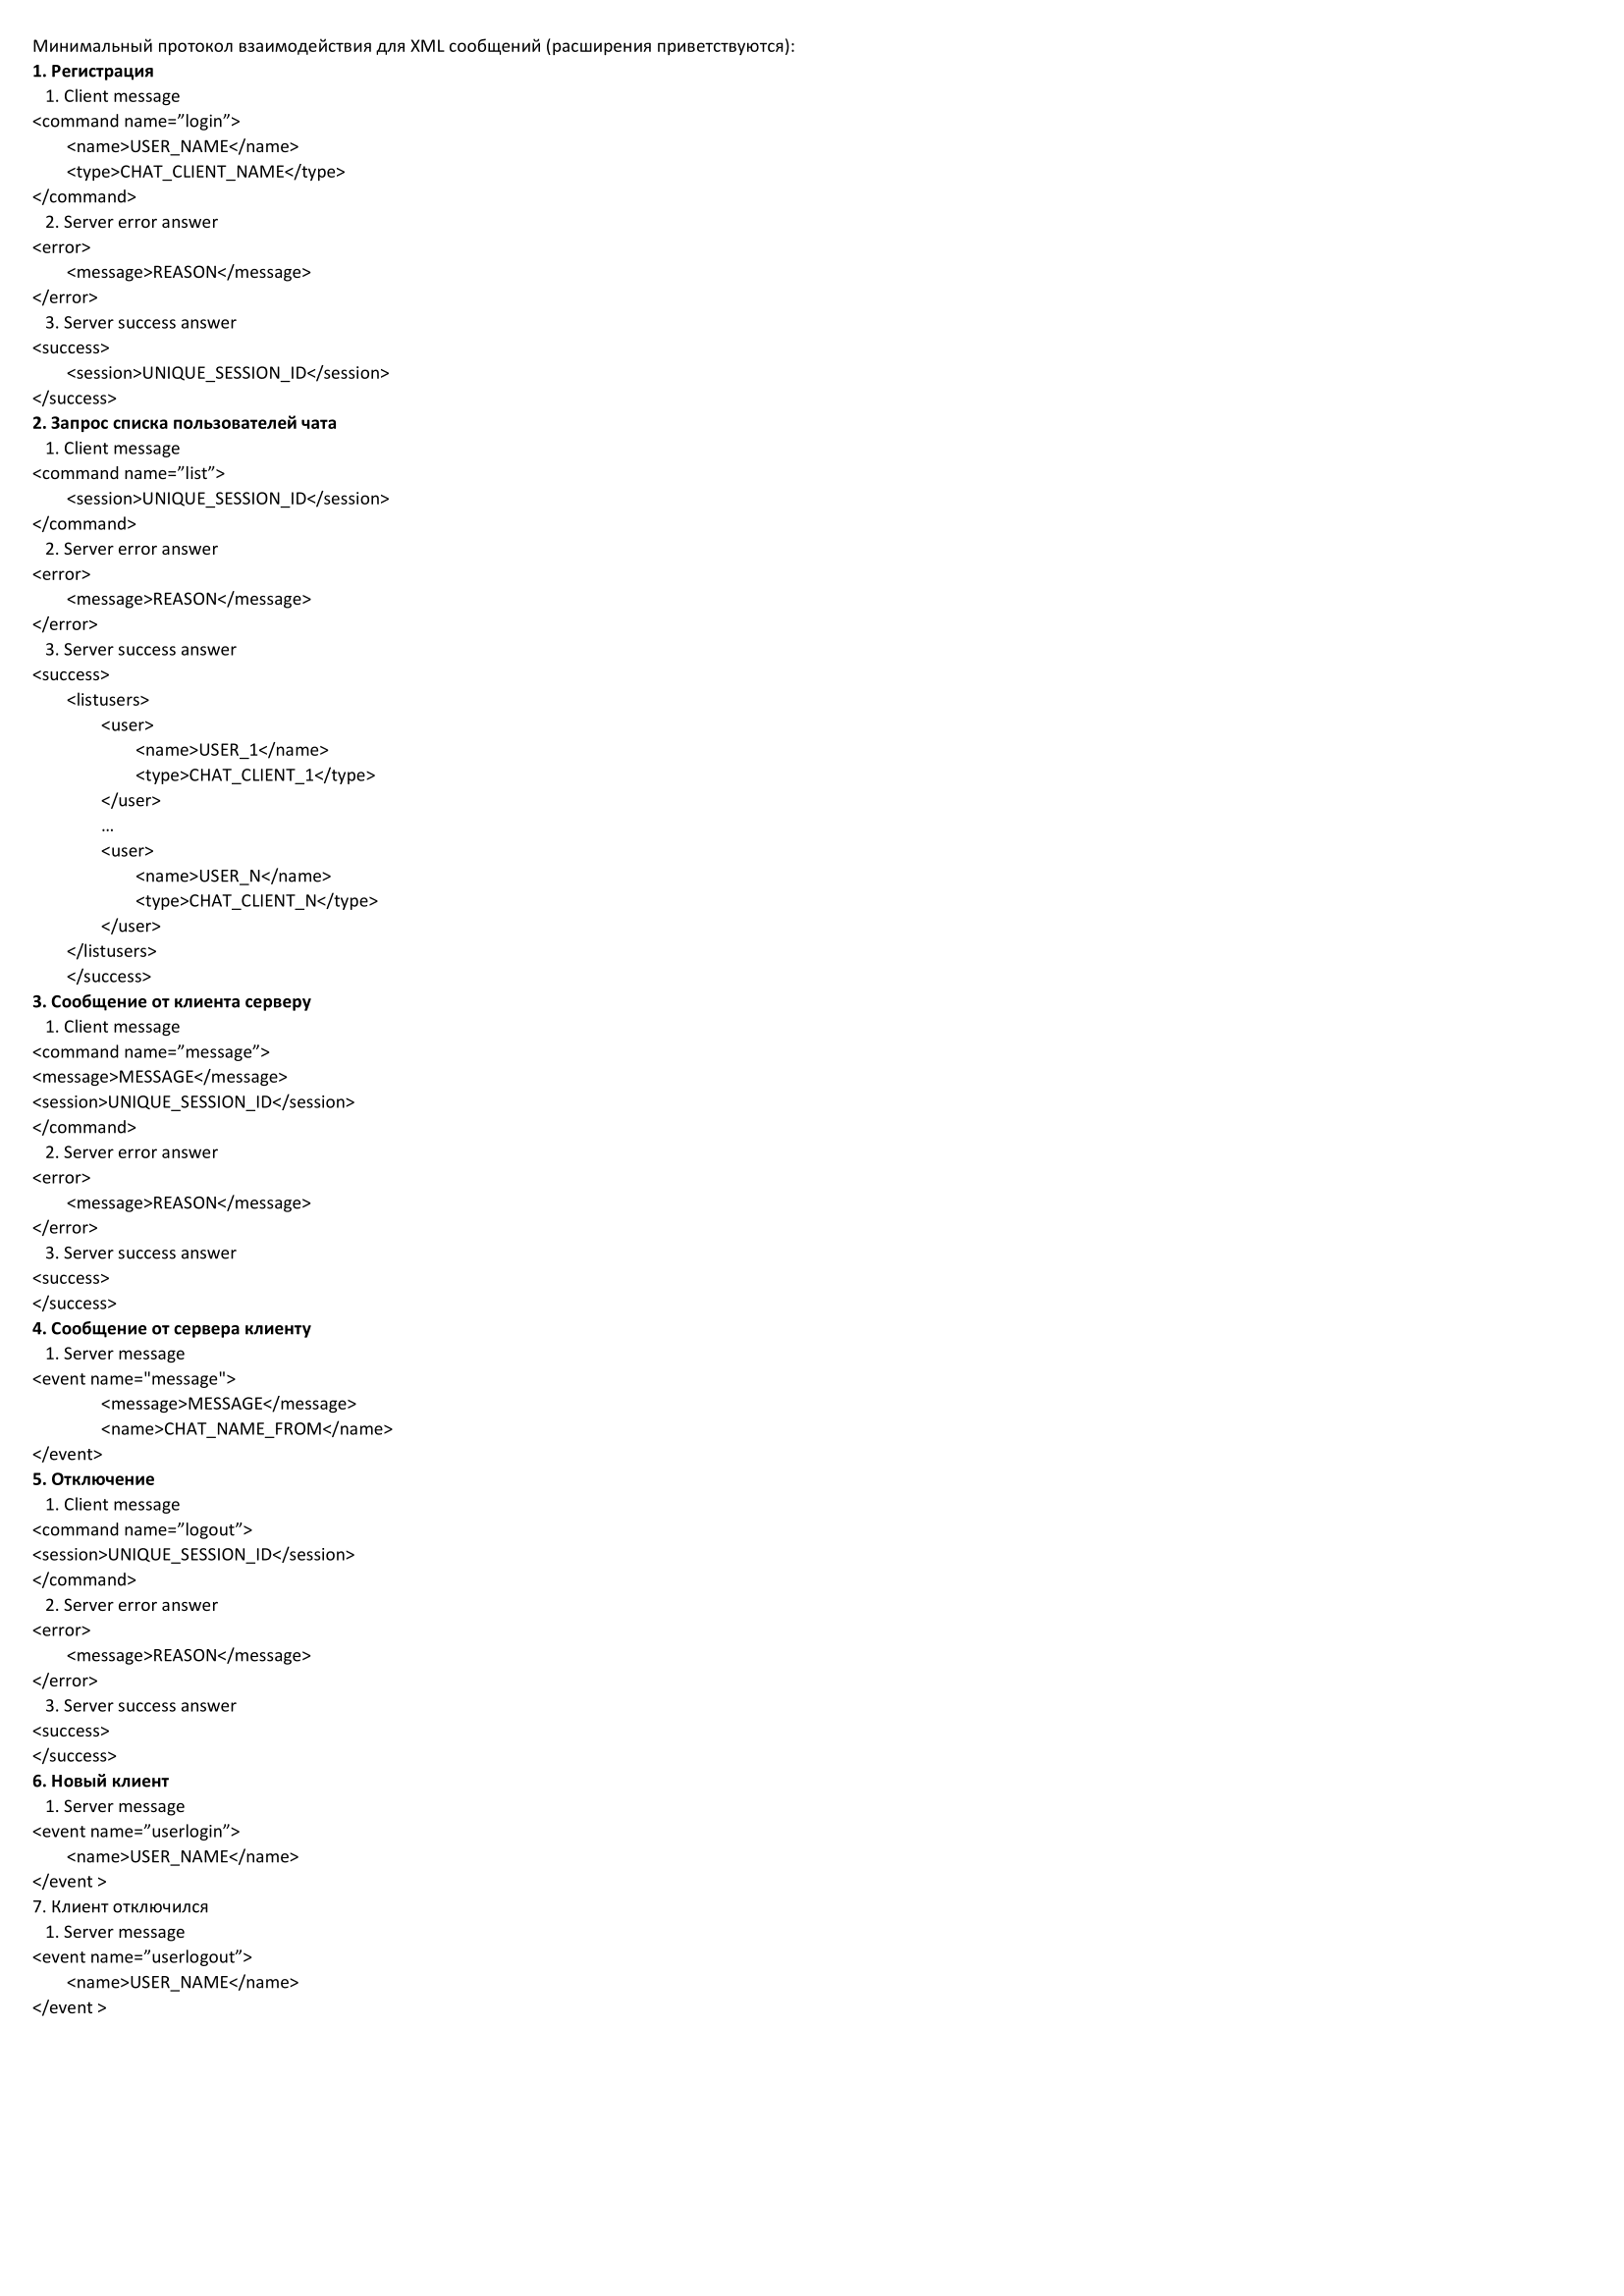 Минимальный протокол взаимодействия для XML сообщений (расширения приветствуются):
1. Регистрация
1. Client message
<command name=”login”>
<name>USER_NAME</name>
<type>CHAT_CLIENT_NAME</type>
</command>
2. Server error answer
<error>
<message>REASON</message>
</error>
3. Server success answer
<success>
<session>UNIQUE_SESSION_ID</session>
</success>
2. Запрос списка пользователей чата
1. Client message
<command name=”list”>
<session>UNIQUE_SESSION_ID</session>
</command>
2. Server error answer
<error>
<message>REASON</message>
</error>
3. Server success answer
<success>
<listusers>
<user>
<name>USER_1</name>
<type>CHAT_CLIENT_1</type>
</user>
…
<user>
<name>USER_N</name>
<type>CHAT_CLIENT_N</type>
</user>
</listusers>
</success>
3. Сообщение от клиента серверу
1. Client message
<command name=”message”>
<message>MESSAGE</message>
<session>UNIQUE_SESSION_ID</session>
</command>
2. Server error answer
<error>
<message>REASON</message>
</error>
3. Server success answer
<success>
</success>
4. Сообщение от сервера клиенту
1. Server message
<event name="message">
<message>MESSAGE</message>
<name>CHAT_NAME_FROM</name>
</event>
5. Отключение
1. Client message
<command name=”logout”>
<session>UNIQUE_SESSION_ID</session>
</command>
2. Server error answer
<error>
<message>REASON</message>
</error>
3. Server success answer
<success>
</success>
6. Новый клиент
1. Server message
<event name=”userlogin”>
<name>USER_NAME</name>
</event >
7. Клиент отключился
1. Server message
<event name=”userlogout”>
<name>USER_NAME</name>
</event >